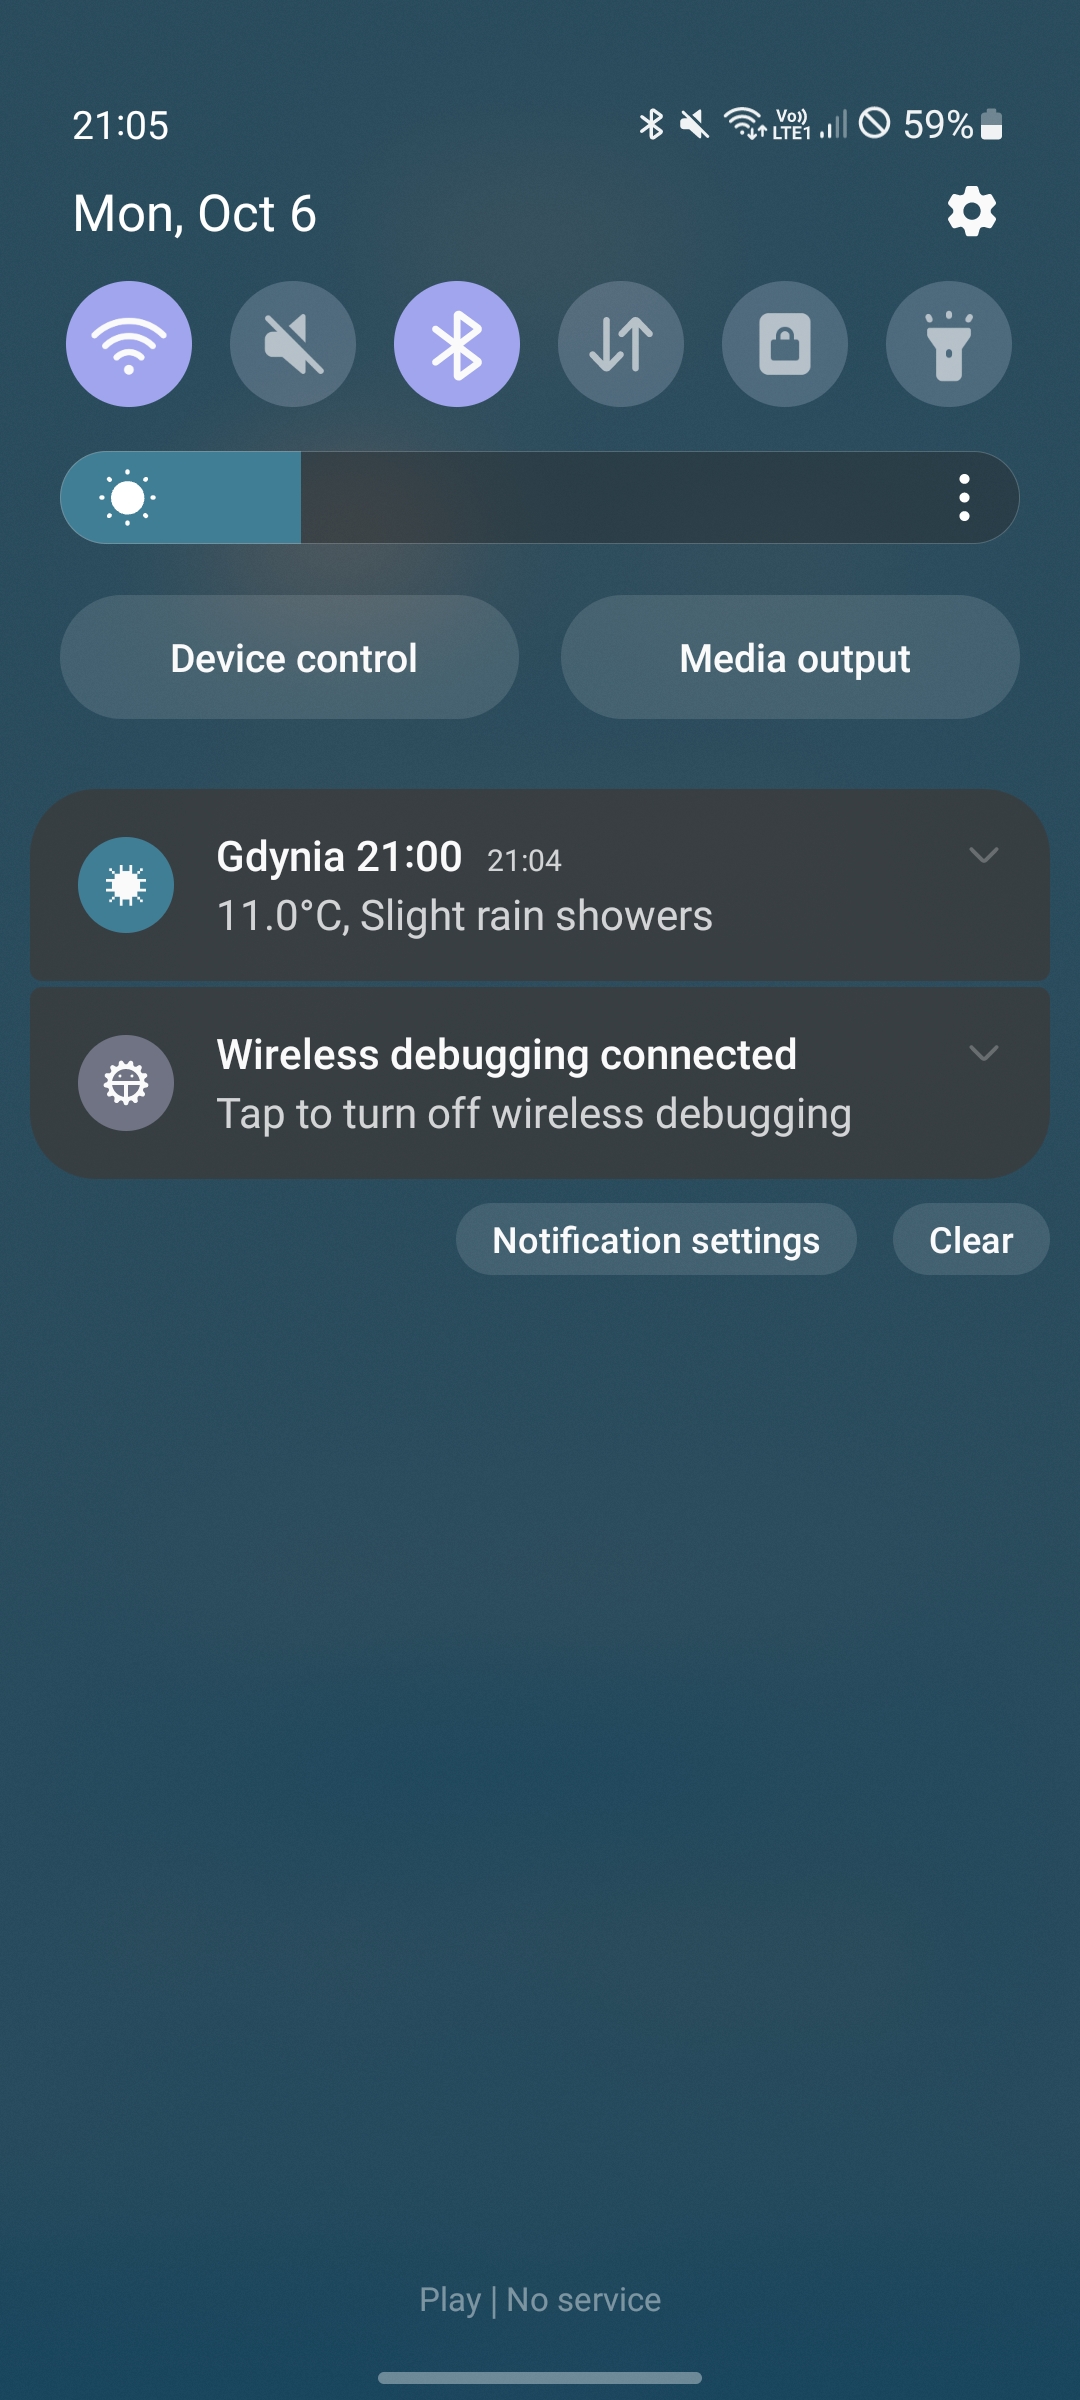 21:05
Vo)) LTE1
59%
Mon, Oct 6
Device control
Media output
Gdynia 21:00 21:04
11.0°C, Slight rain showers
Wireless debugging connected
Tap to turn off wireless debugging
Notification settings
Clear
Play | No service